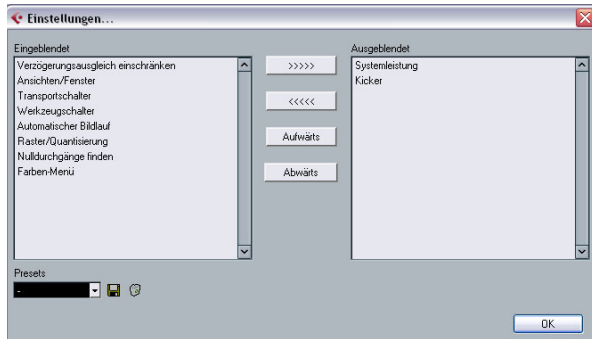 Einstellungen...
Eingeblendet
Verzögerungsausgleich einschränken
Ansichten/Fenster
Transportschalter
Werkzeugschalter
Automatischer Bildlauf
Raster/Quantisierung
Nulldurchgänge finden
Farben-Menü
>>>>>
<<<<<
Aufwärts
Abwärts
Ausgeblendet
Systemleistung
Kicker
Presets
-
OK